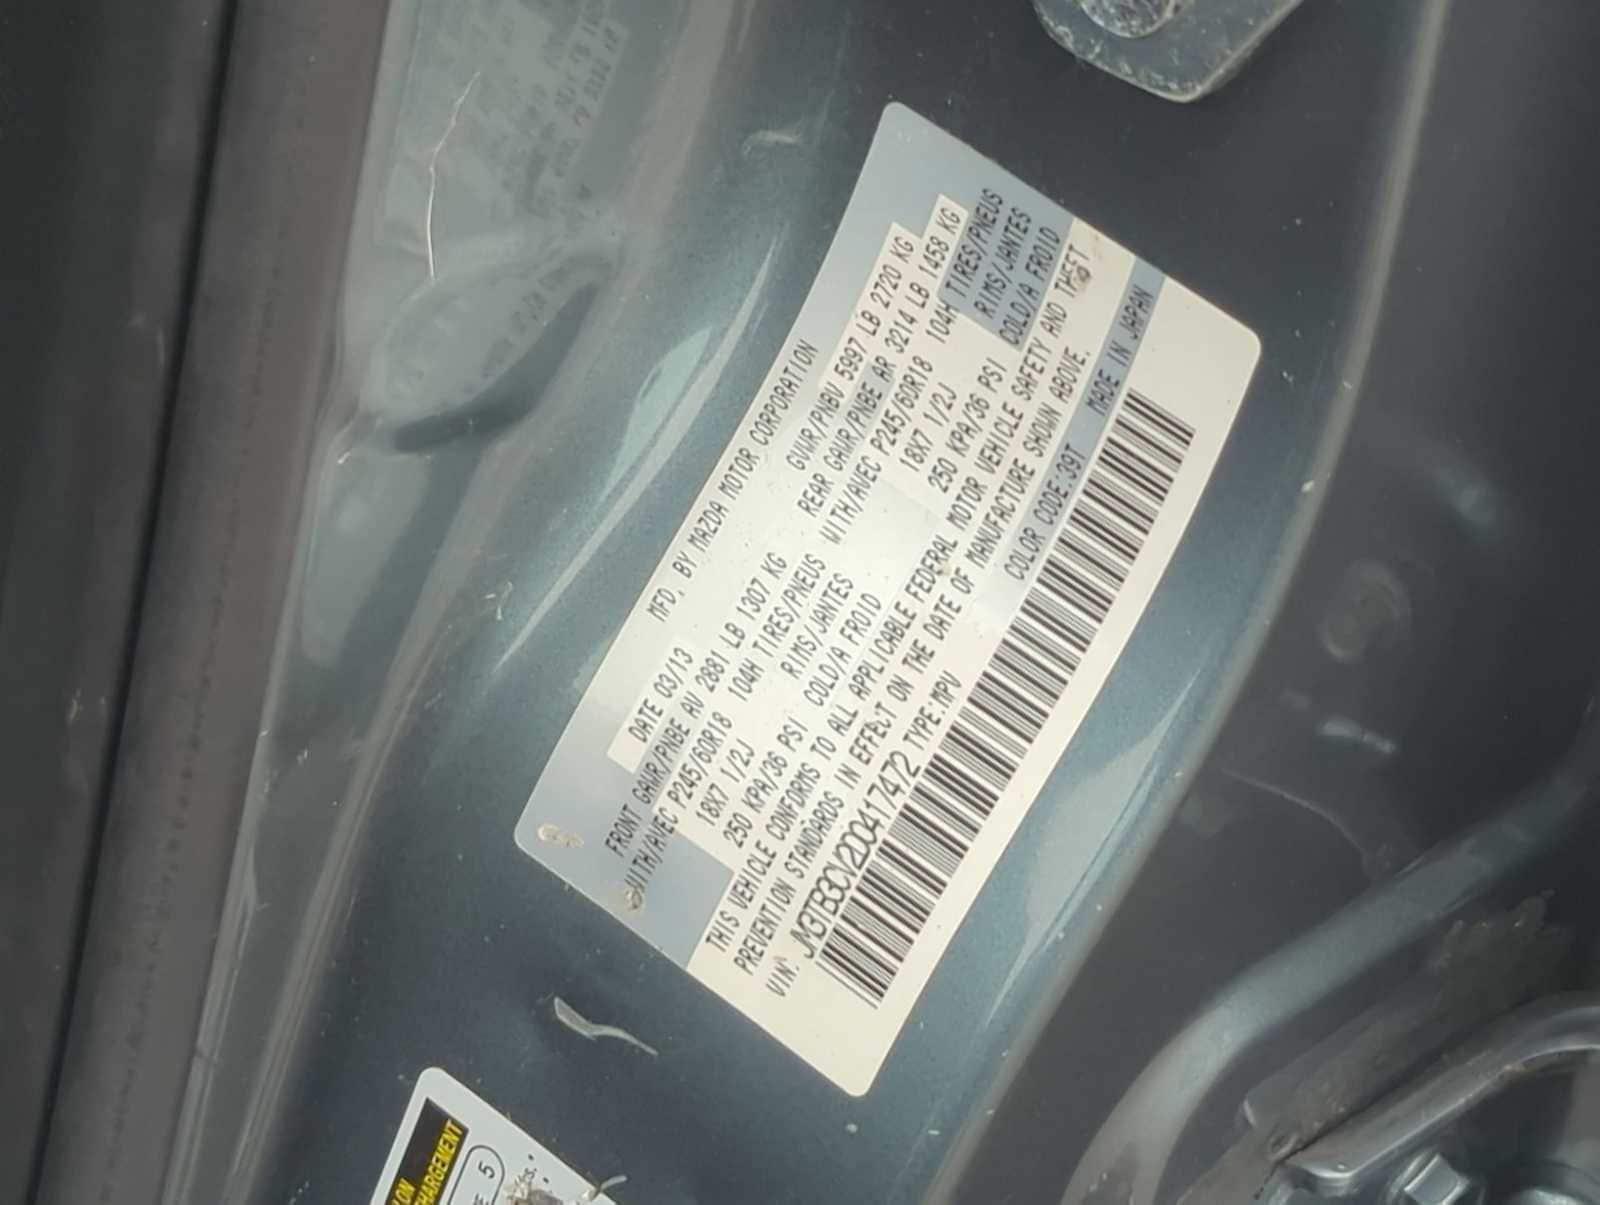 MFD. BY MAZDA MOTOR CORPORATION
DATE 03/13 GVWR/PNBV 5997 LB 2720 KG
FRONT GAWR/PNBE AV 2881 LB 1307 KG REAR GAWR/PNBE AR 3214 LB 1458 KG
WITH/AVEC P245/60R18 104H TIRES/PNEUS WITH/AVEC P245/60R18 104H TIRES/PNEUS
18X7 1/2J RIMS/JANTES 18X7 1/2J RIMS/JANTES
250 KPA/36 PSI COLD/A FROID 250 KPA/36 PSI COLD/A FROID
THIS VEHICLE CONFORMS TO ALL APPLICABLE FEDERAL MOTOR VEHICLE SAFETY AND THEFT
PREVENTION STANDARDS IN EFFECT ON THE DATE OF MANUFACTURE SHOWN ABOVE.
VIN. JM3TB3CV2D0417472 TYPE:MPV COLOR CODE:39T MADE IN JAPAN
5